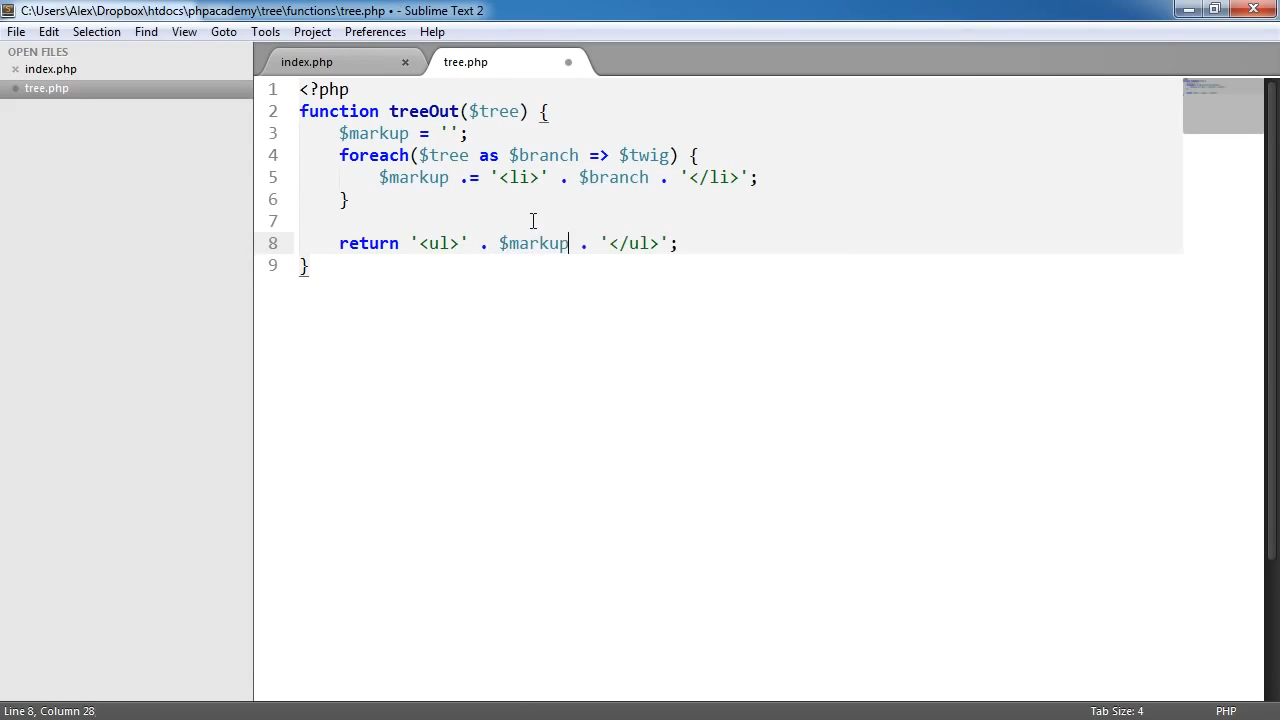 C:\Users\Alex\Dropbox\htdocs\phpacademy\tree\functions\tree.php • - Sublime Text 2
File Edit Selection Find View Goto Tools Project Preferences Help
OPEN FILES
index.php
tree.php
index.php tree.php
1 <?php
2 function treeOut($tree) {
3     $markup = '';
4     foreach($tree as $branch => $twig) {
5         $markup .= '<li>' . $branch . '</li>';
6     }
7
8     return '<ul>' . $markup . '</ul>';
9 }
Line 8, Column 28
Tab Size: 4 PHP